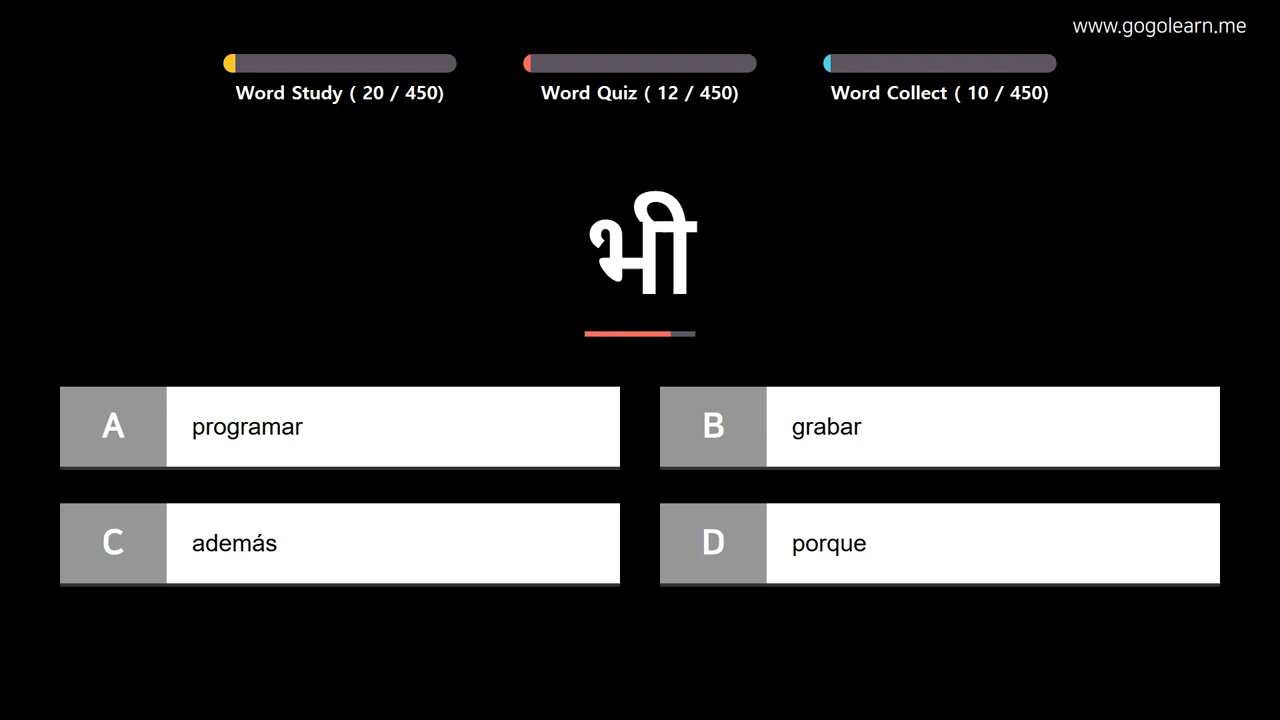 www.gogolearn.me
Word Study ( 20 / 450)
Word Quiz ( 12 / 450)
Word Collect ( 10 / 450)
भी
A programar
B grabar
C además
D porque